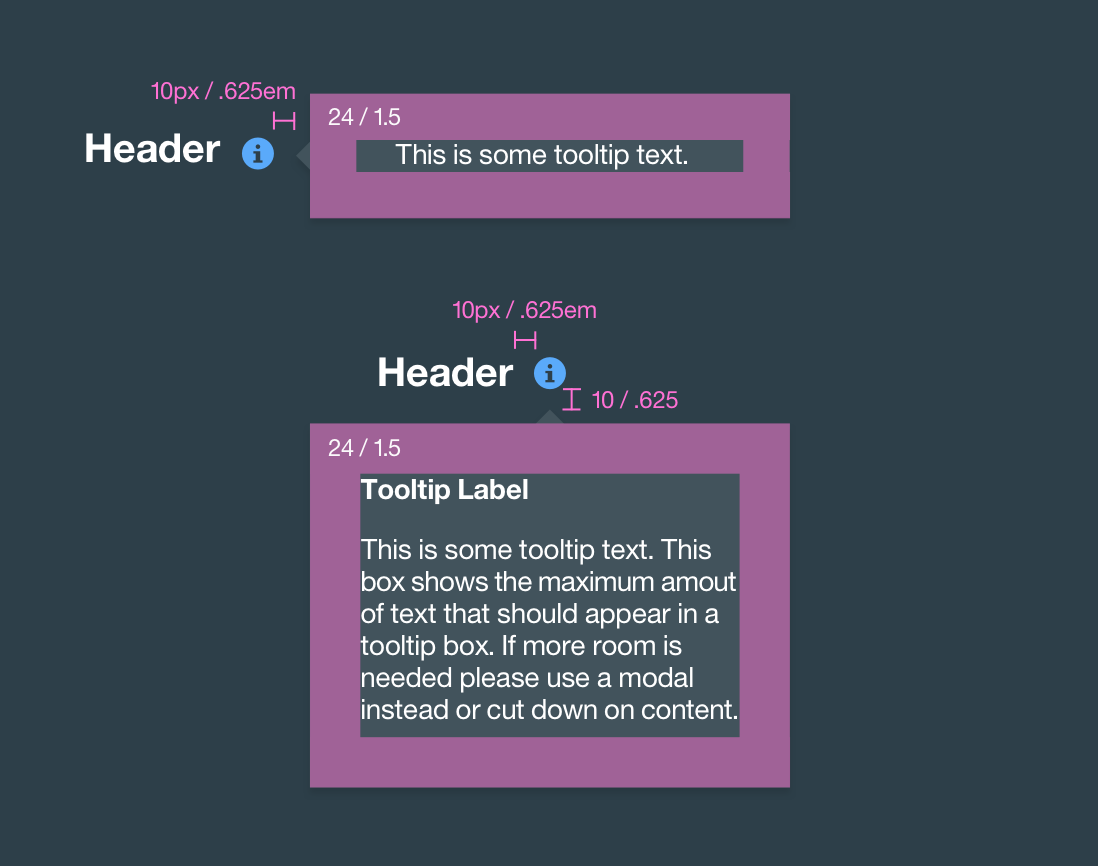 10px / .625em
24 / 1.5
Header
This is some tooltip text.
10px / .625em
Header
10 / .625
24 / 1.5
Tooltip Label
This is some tooltip text. This
box shows the maximum amout
of text that should appear in a
tooltip box. If more room is
needed please use a modal
instead or cut down on content.